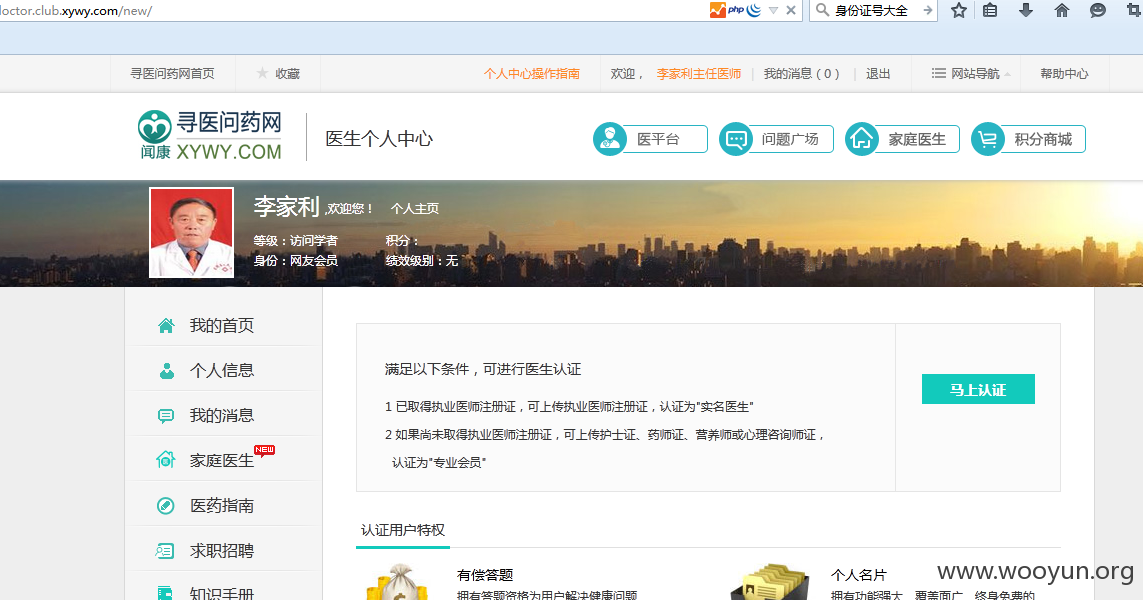 doctor.club.xywy.com/new/
php
身份证号大全
寻医问药网首页
收藏
个人中心操作指南
欢迎，
李家利主任医师
我的消息（0）
退出
网站导航
帮助中心
寻医问药网
闻康 XYWY.COM
医生个人中心
医平台
问题广场
家庭医生
积分商城
李家利 ,欢迎您！ 个人主页
等级：访问学者 积分：
身份：网友会员 绩效级别：无
我的首页
个人信息
我的消息
家庭医生 NEW
医药指南
求职招聘
知识手册
满足以下条件，可进行医生认证
1 已取得执业医师注册证，可上传执业医师注册证，认证为"实名医生"
2 如果尚未取得执业医师注册证，可上传护士证、药师证、营养师或心理咨询师证，
认证为"专业会员"
马上认证
认证用户特权
有偿答题
拥有答题资格为用户解决健康问题
个人名片
拥有功能强大、覆盖面广、终身免费的
www.wooyun.org